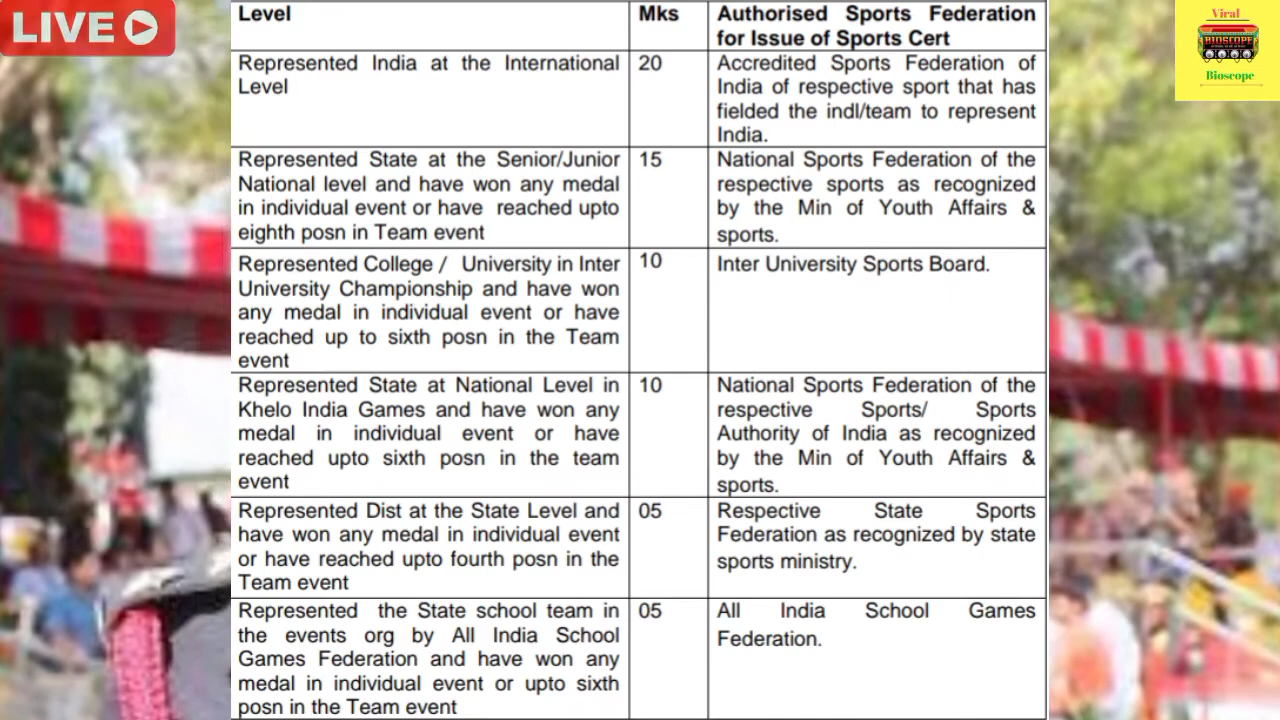 LIVE
Viral
BIOSCOPE
Bioscope
Level Mks Authorised Sports Federation
for Issue of Sports Cert
Represented India at the International
Level
20
Accredited Sports Federation of
India of respective sport that has
fielded the indl/team to represent
India.
Represented State at the Senior/Junior
National level and have won any medal
in individual event or have reached upto
eighth posn in Team event
15
National Sports Federation of the
respective sports as recognized
by the Min of Youth Affairs &
sports.
Represented College / University in Inter
University Championship and have won
any medal in individual event or have
reached up to sixth posn in the Team
event
10
Inter University Sports Board.
Represented State at National Level in
Khelo India Games and have won any
medal in individual event or have
reached upto sixth posn in the team
event
10
National Sports Federation of the
respective Sports/ Sports
Authority of India as recognized
by the Min of Youth Affairs &
sports.
Represented Dist at the State Level and
have won any medal in individual event
or have reached upto fourth posn in the
Team event
05
Respective State Sports
Federation as recognized by state
sports ministry.
Represented the State school team in
the events org by All India School
Games Federation and have won any
medal in individual event or upto sixth
posn in the Team event
05
All India School Games
Federation.